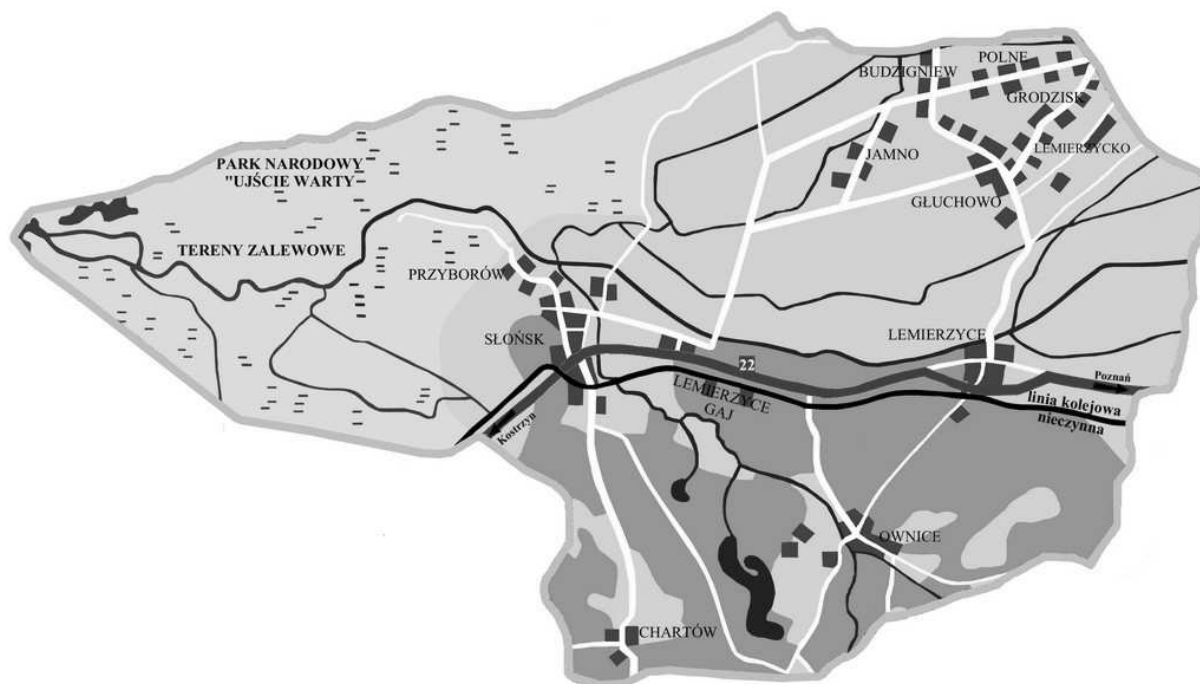 POLNE
BUDZIGNIEW
GRODZISK
LEMIERZYCKO
JAMNO
PARK NARODOWY
"UJŚCIE WARTY
GŁUCHOWO
TERENY ZALEWOWE
PRZYBORÓW
SŁOŃSK
LEMIERZYCE
22
Poznań
LEMIERZYCE
GAJ
linia kolejowa
nieczynna
Kostrzyn
OWNICE
CHARTÓW